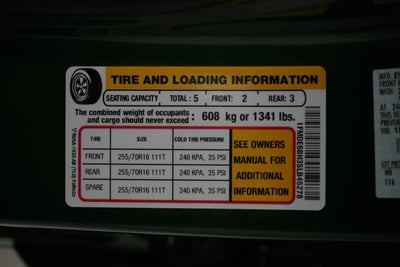 TIRE AND LOADING INFORMATION
SEATING CAPACITY TOTAL: 5 FRONT: 2 REAR: 3
The combined weight of occupants
and cargo should never exceed: 608 kg or 1341 lbs.
TIRE SIZE COLD TIRE PRESSURE
FRONT 255/70R16 111T 240 KPA, 35 PSI
REAR 255/70R16 111T 240 KPA, 35 PSI
SPARE 255/70R16 111T 240 KPA, 35 PSI
SEE OWNERS
MANUAL FOR
ADDITIONAL
INFORMATION
116